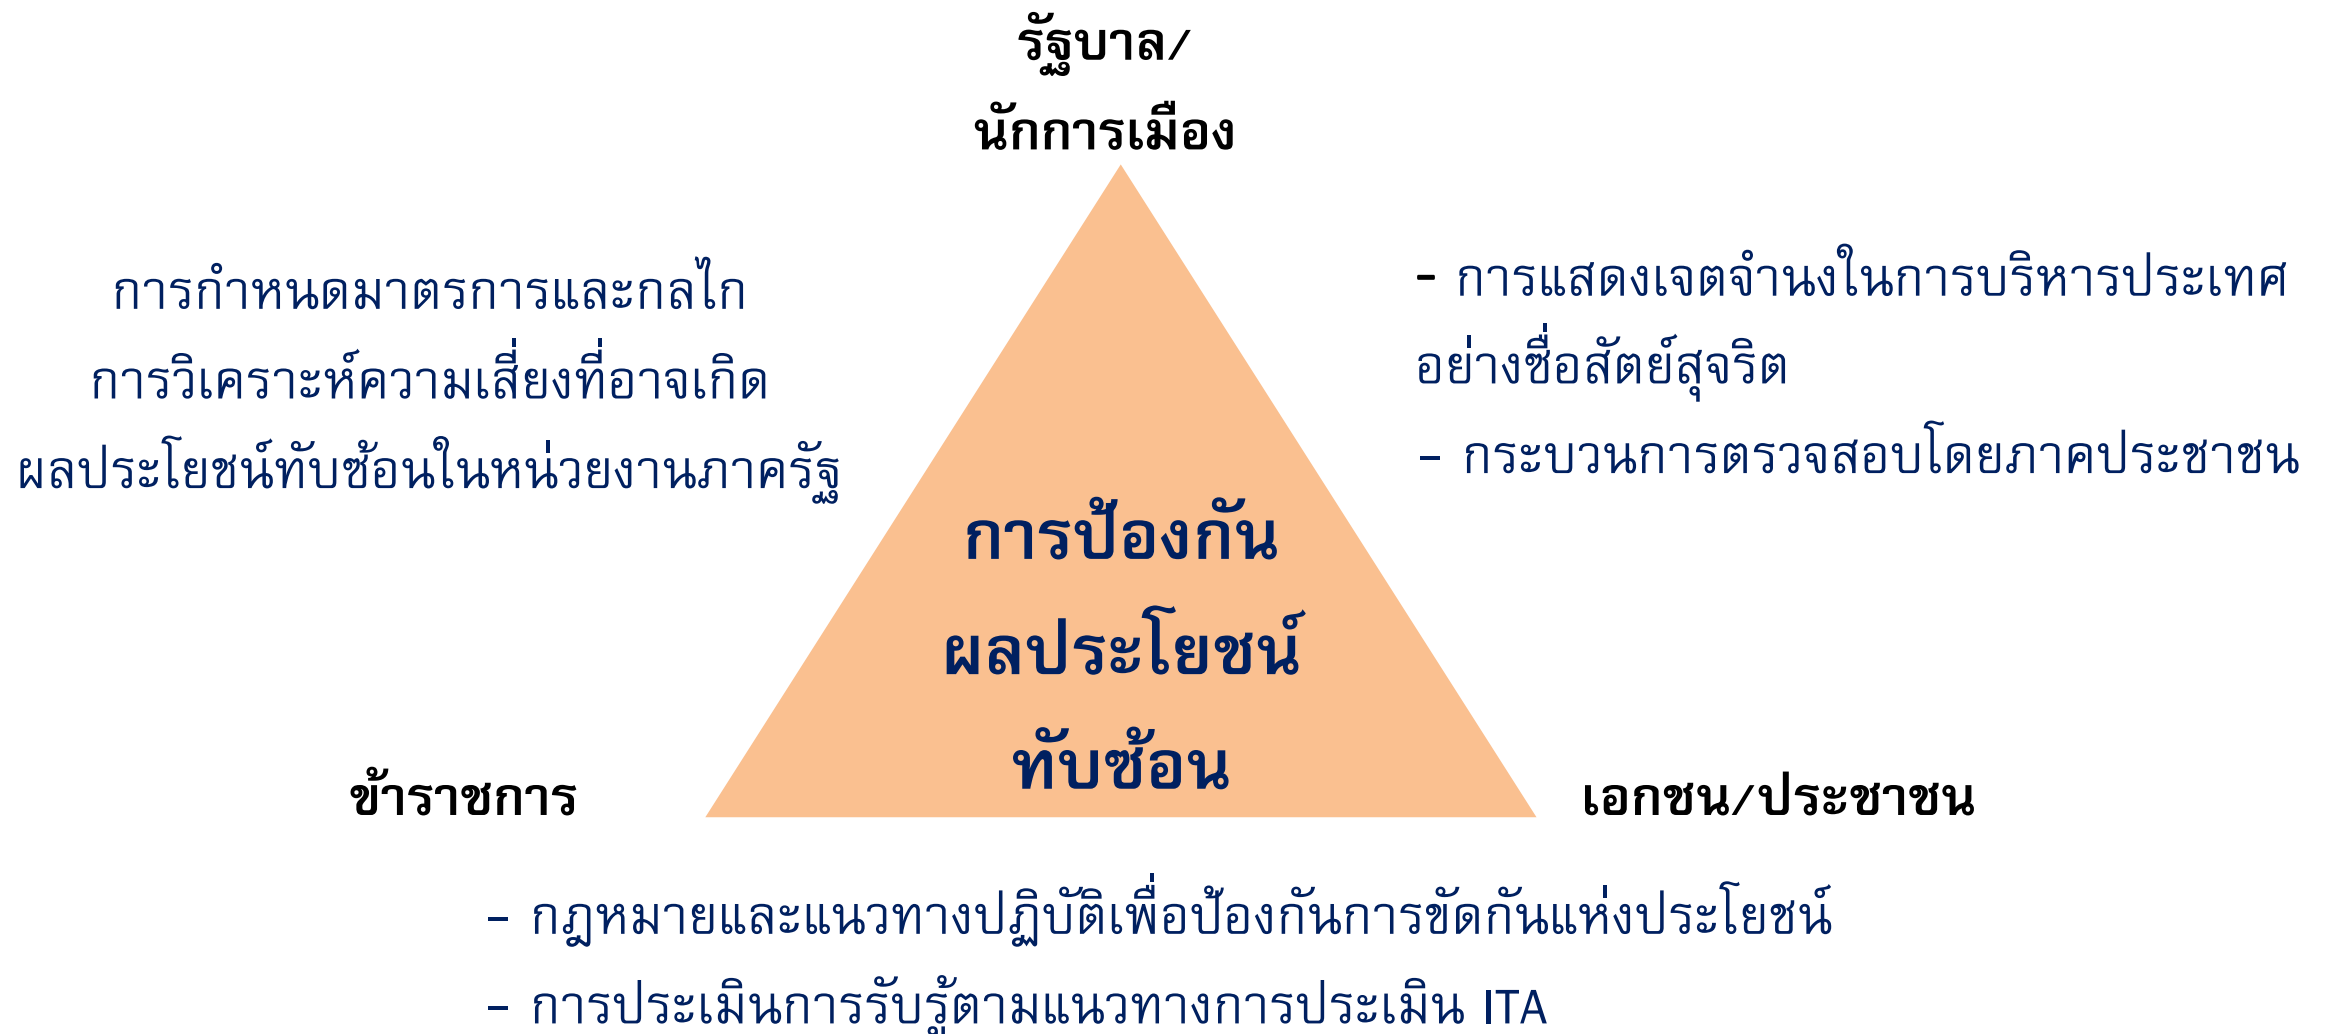 รัฐบาล/
นักการเมือง
การกำหนดมาตรการและกลไก
การวิเคราะห์ความเสี่ยงที่อาจเกิด
ผลประโยชน์ทับซ้อนในหน่วยงานภาครัฐ
- การแสดงเจตจำนงในการบริหารประเทศ
อย่างซื่อสัตย์สุจริต
- กระบวนการตรวจสอบโดยภาคประชาชน
การป้องกัน
ผลประโยชน์
ทับซ้อน
ข้าราชการ
เอกชน/ประชาชน
- กฎหมายและแนวทางปฏิบัติเพื่อป้องกันการขัดกันแห่งประโยชน์
- การประเมินการรับรู้ตามแนวทางการประเมิน ITA